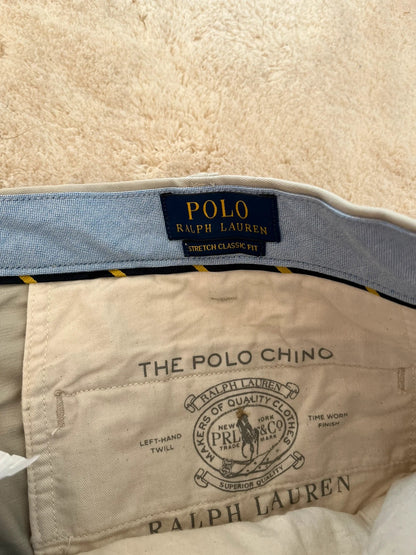 POLO
RALPH LAUREN
STRETCH CLASSIC FIT
THE POLO CHINO
RALPH LAUREN
MAKERS OF QUALITY CLOTHES
NEW YORK
PRL&Co
TRADE MARK
SUPERIOR QUALITY
LEFT-HAND
TWILL
TIME WORN
FINISH
RALPH LAUREN